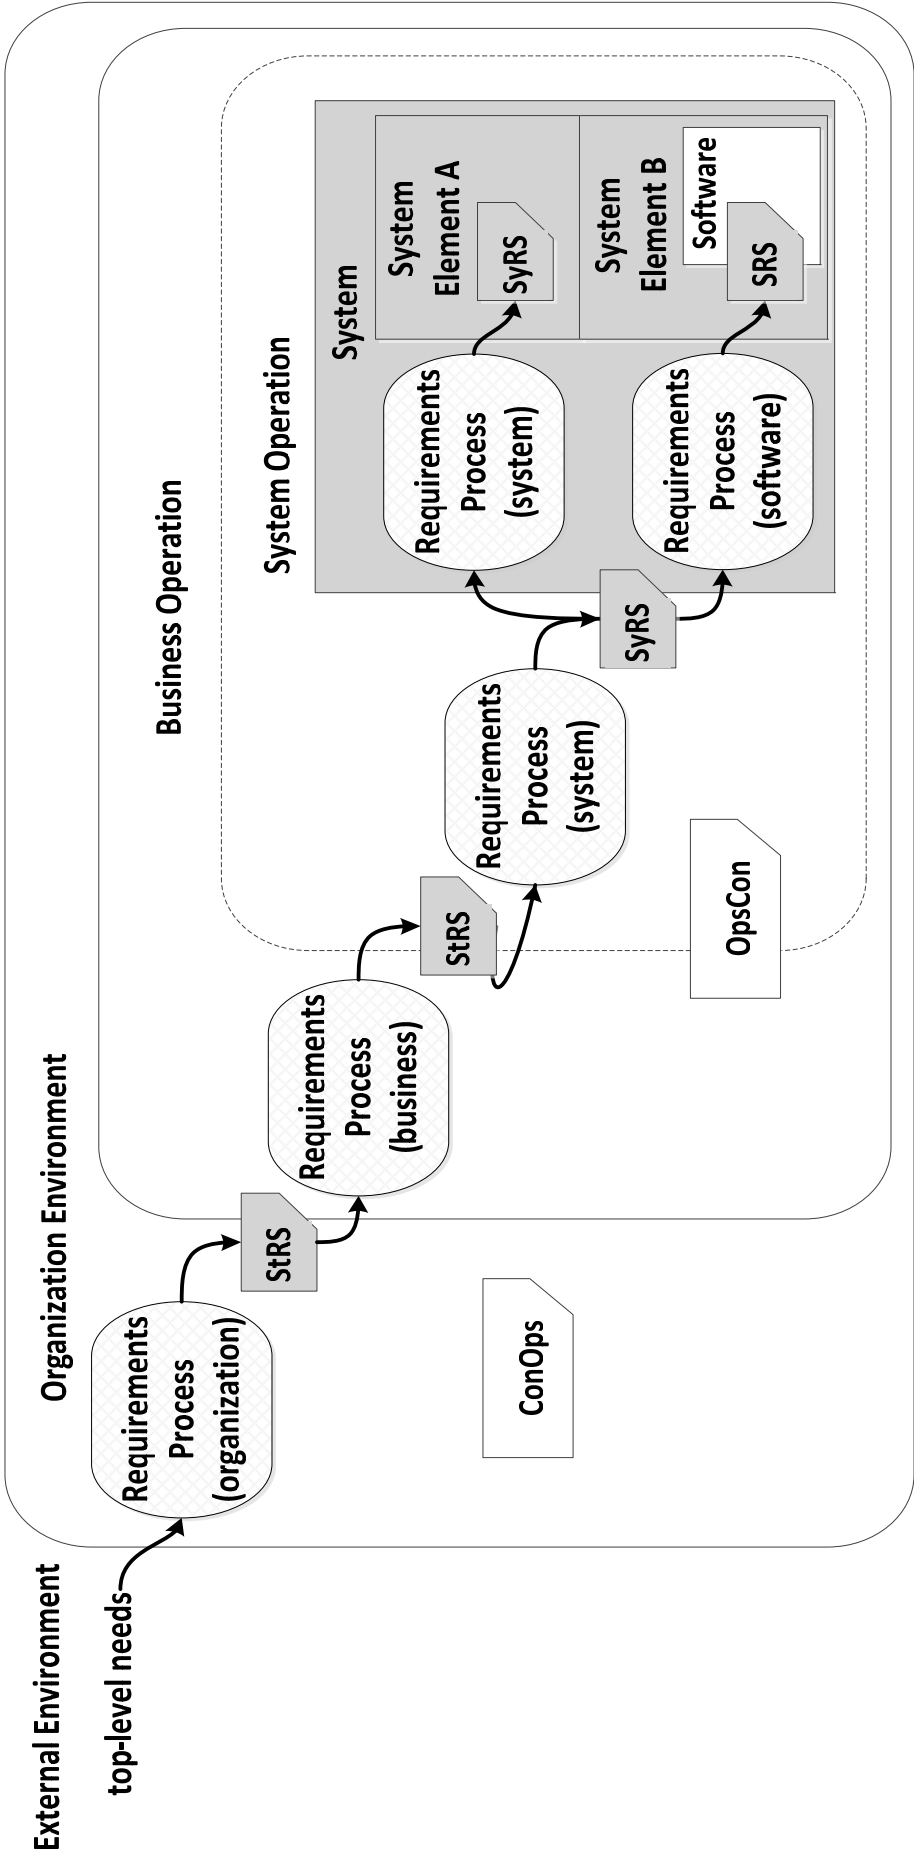 External Environment
top-level needs
Organization Environment
Requirements
Process
(organization)
StRS
ConOps
Business Operation
Requirements
Process
(business)
StRS
OpsCon
System Operation
Requirements
Process
(system)
SyRS
System
Requirements
Process
(system)
System
Element A
SyRS
Requirements
Process
(software)
System
Element B
Software
SRS